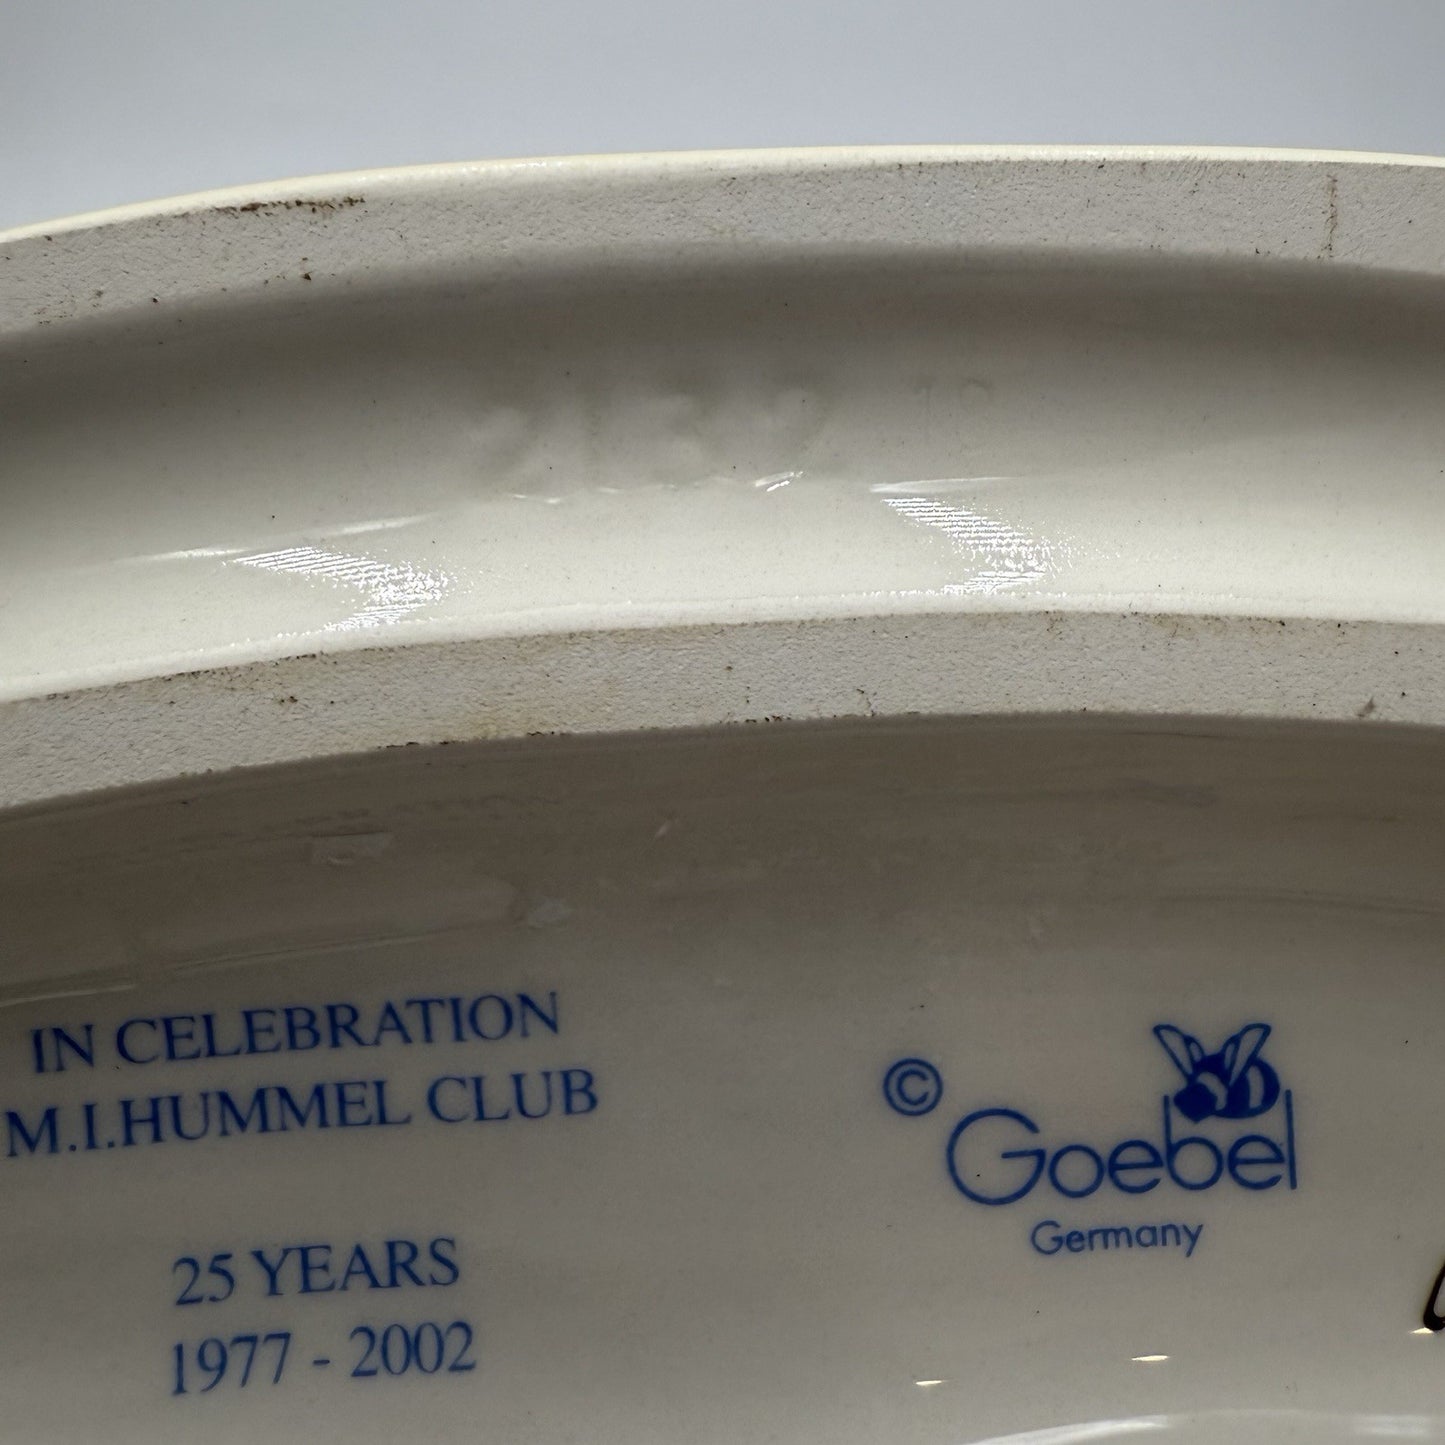 IN CELEBRATION
M.I.HUMMEL CLUB
25 YEARS
1977 - 2002
© Goebel
Germany